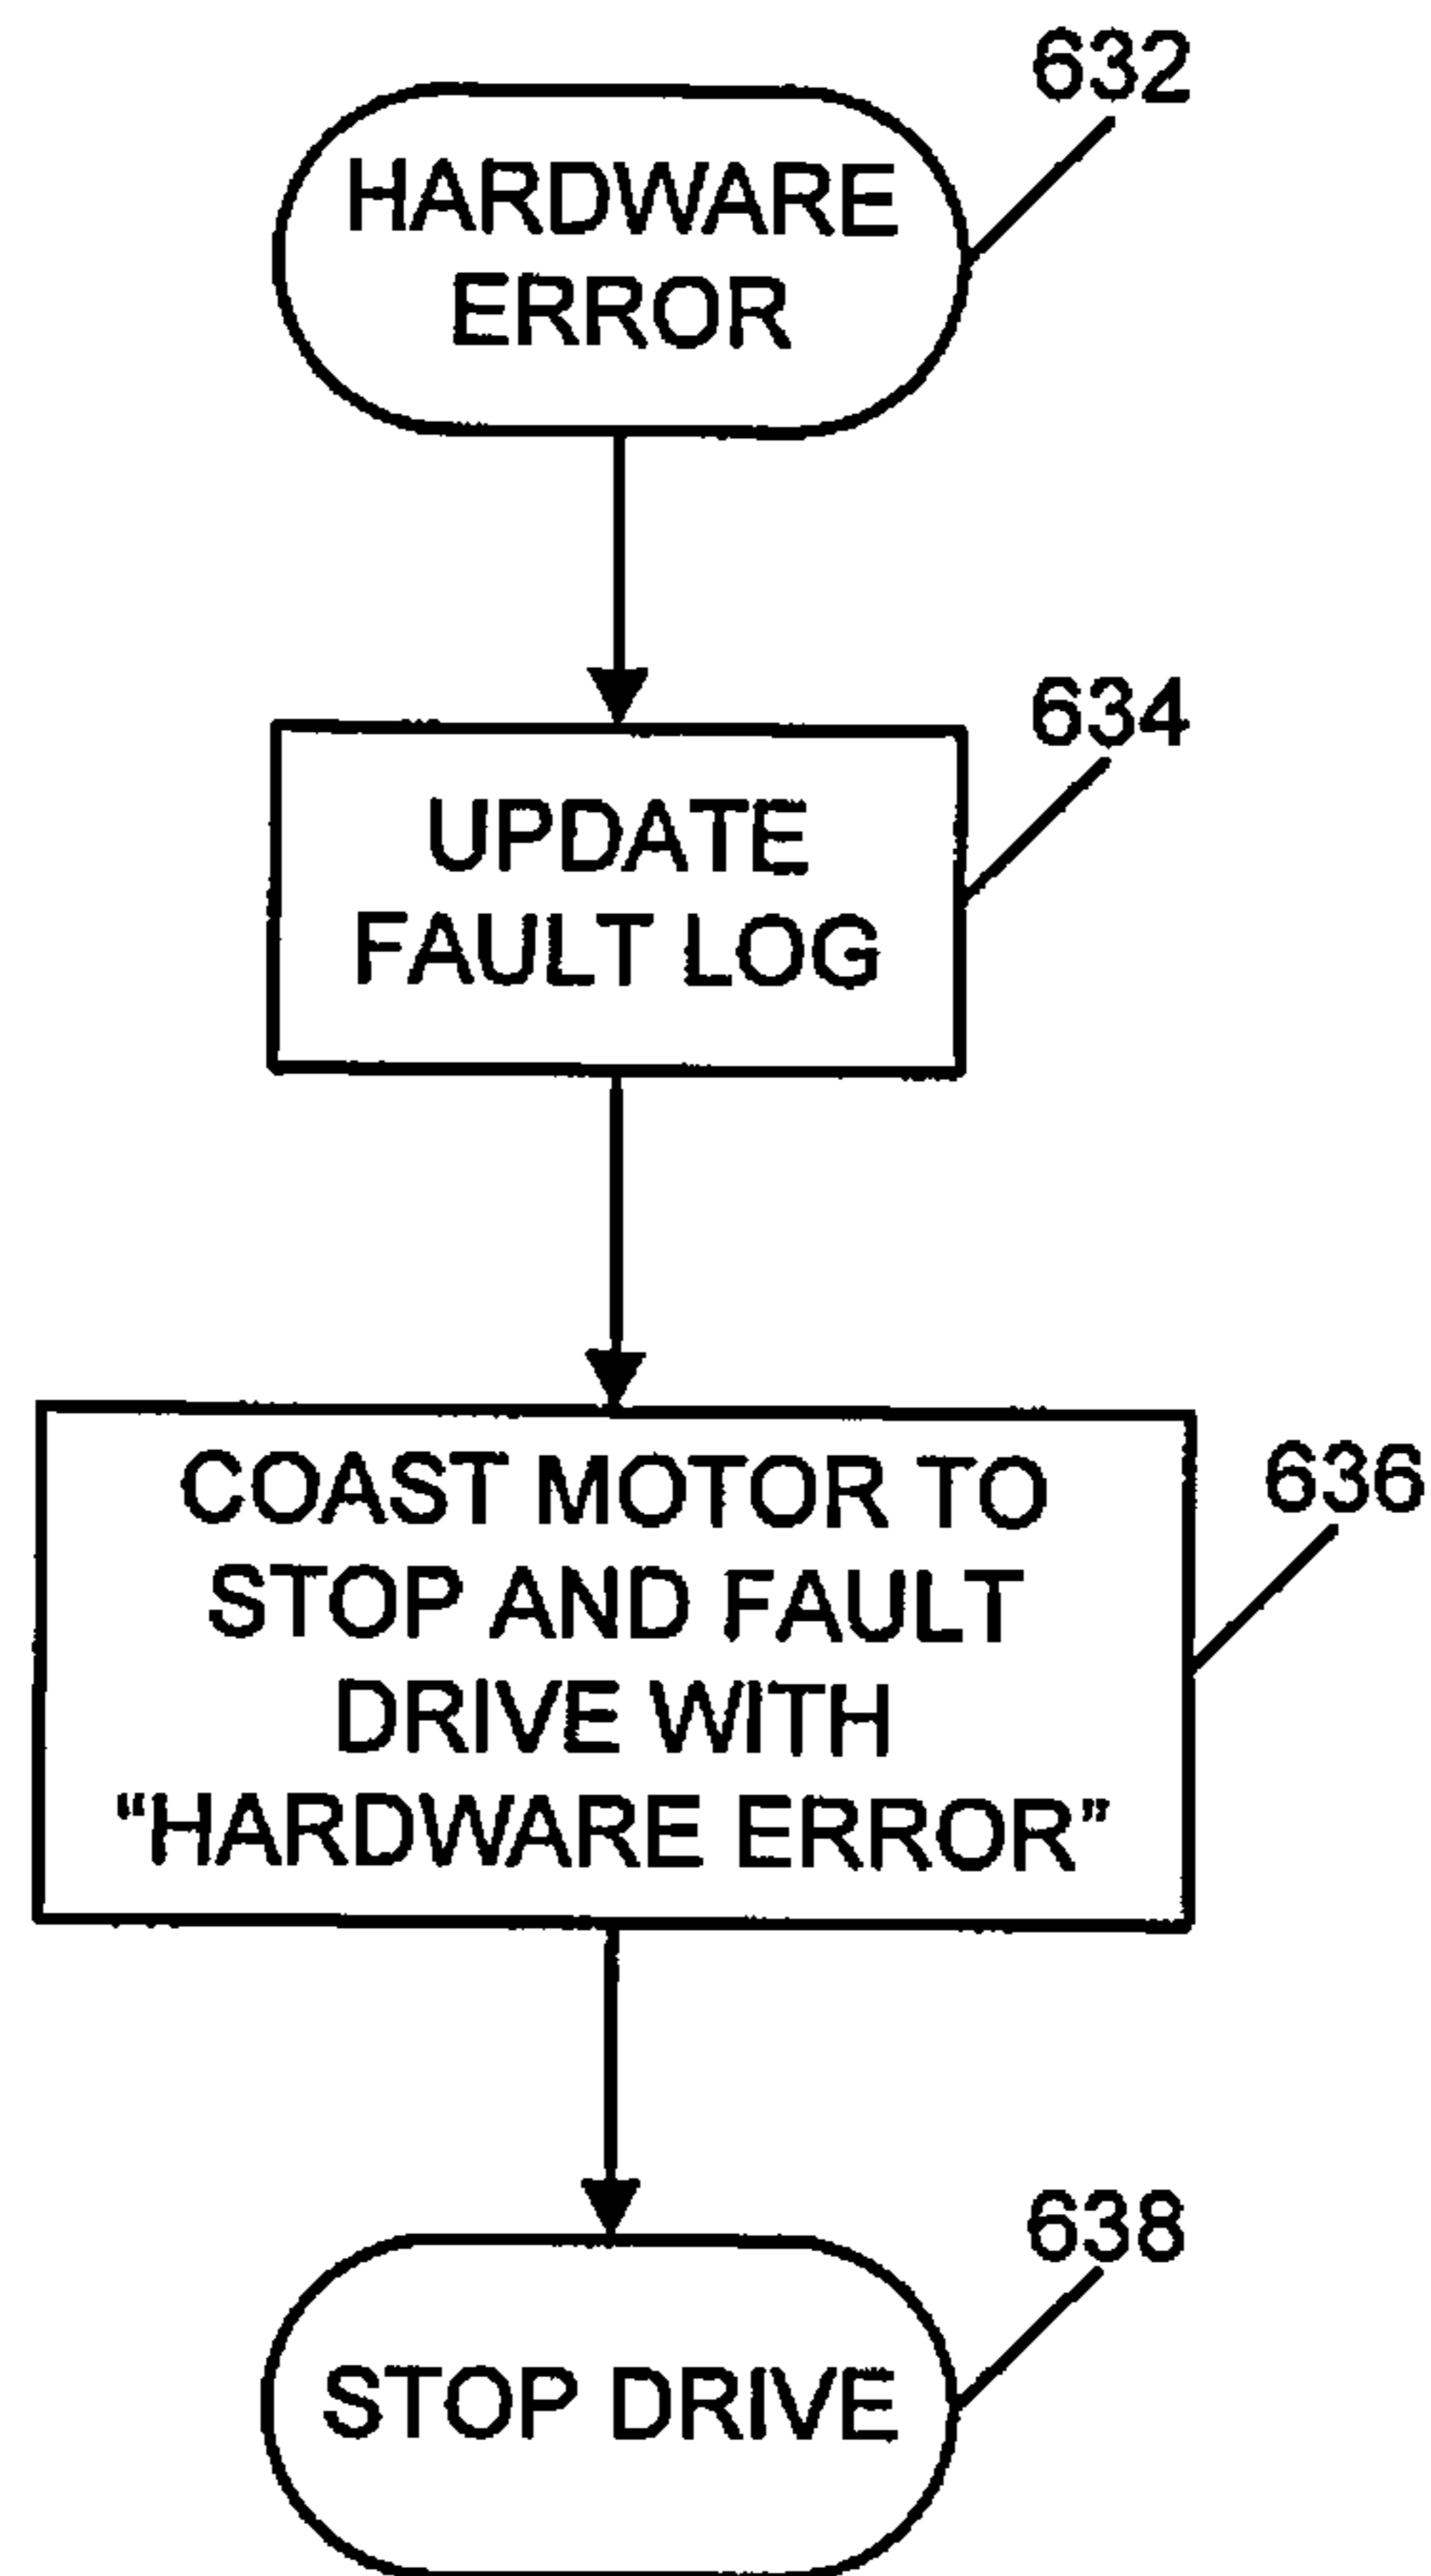 632
HARDWARE
ERROR
634
UPDATE
FAULT LOG
636
COAST MOTOR TO
STOP AND FAULT
DRIVE WITH
“HARDWARE ERROR”
638
STOP DRIVE